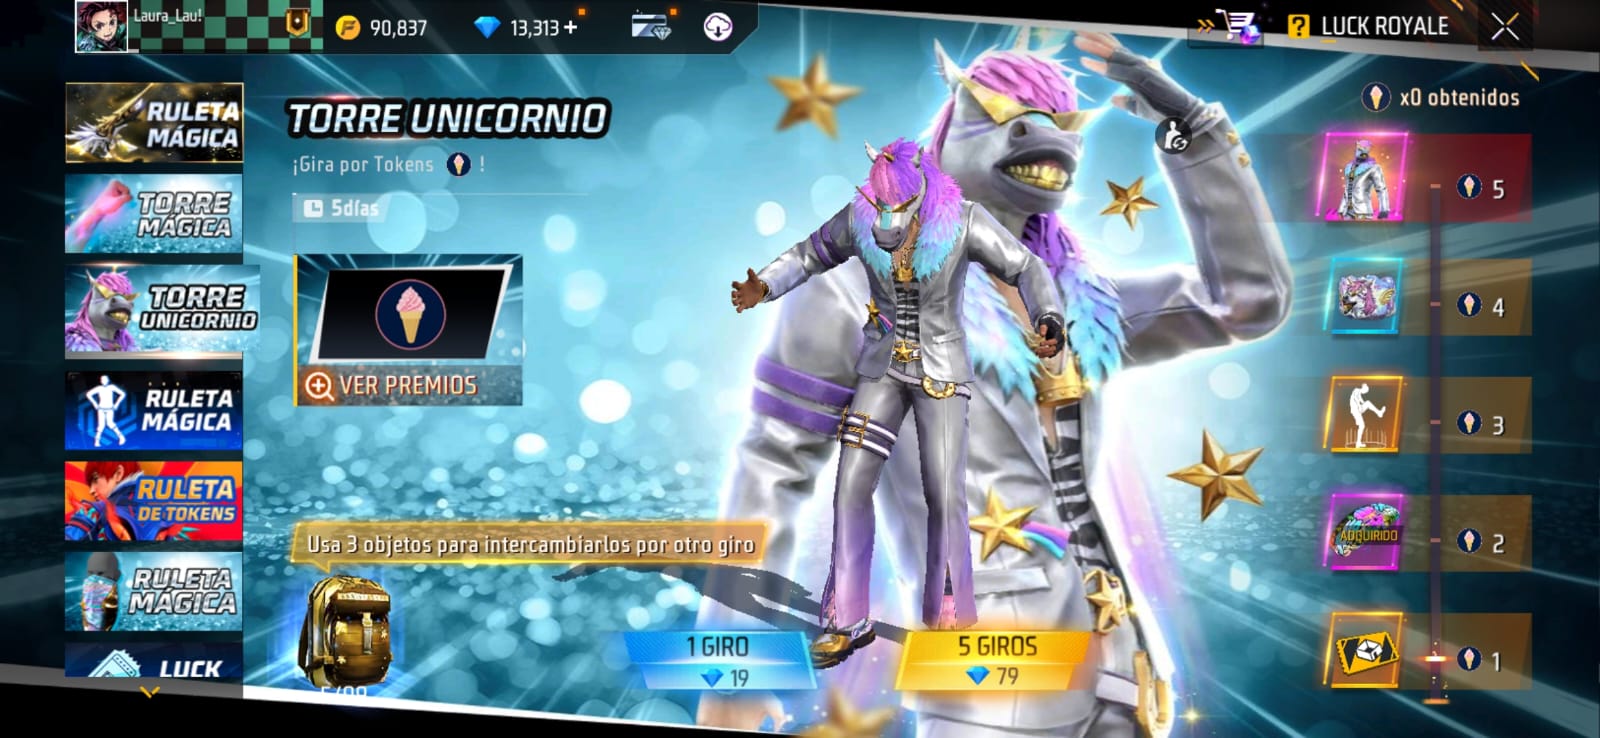 Laura_Lau!
90,837
13,313 +
LUCK ROYALE
RULETA
MÁGICA
TORRE
MÁGICA
TORRE
UNICORNIO
RULETA
MÁGICA
RULETA
DE TOKENS
RULETA
MÁGICA
LUCK
TORRE UNICORNIO
¡Gira por Tokens !
5días
VER PREMIOS
Usa 3 objetos para intercambiarlos por otro giro
1 GIRO
19
5 GIROS
79
x0 obtenidos
5
4
3
ADQUIRIDO
2
1